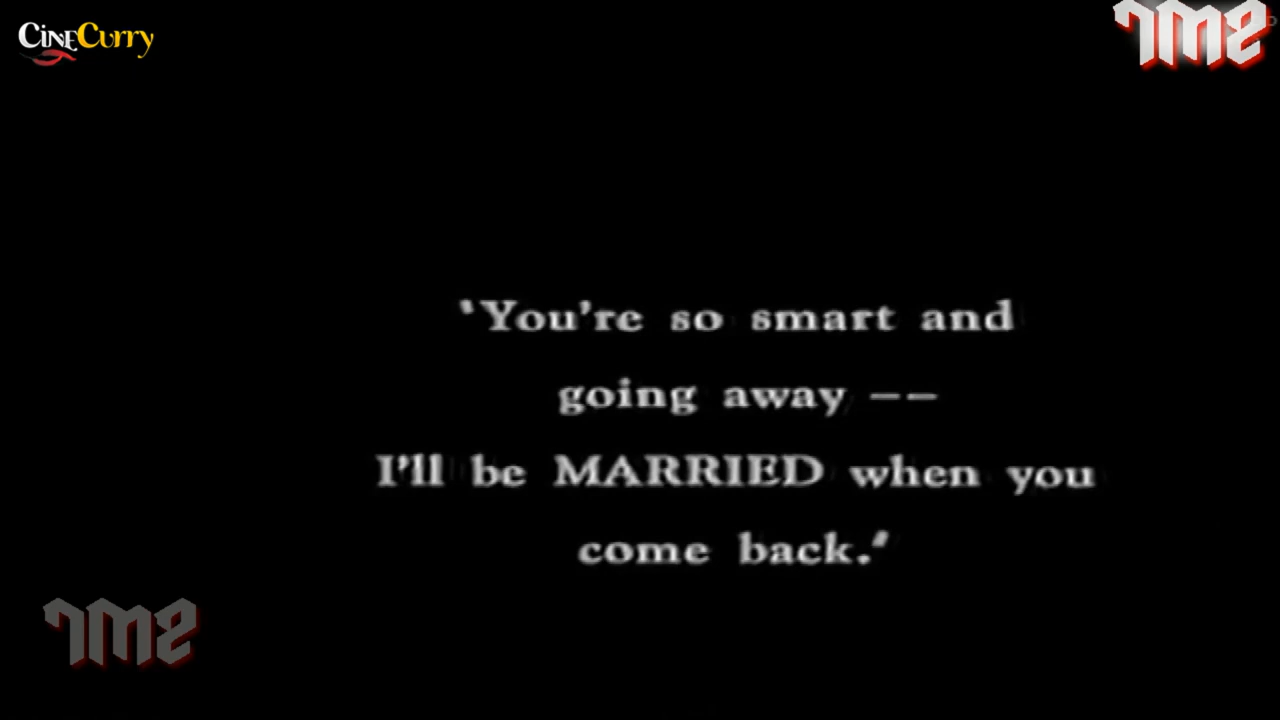 CineCurry
'You're so smart and
going away --
I'll be MARRIED when you
come back.'